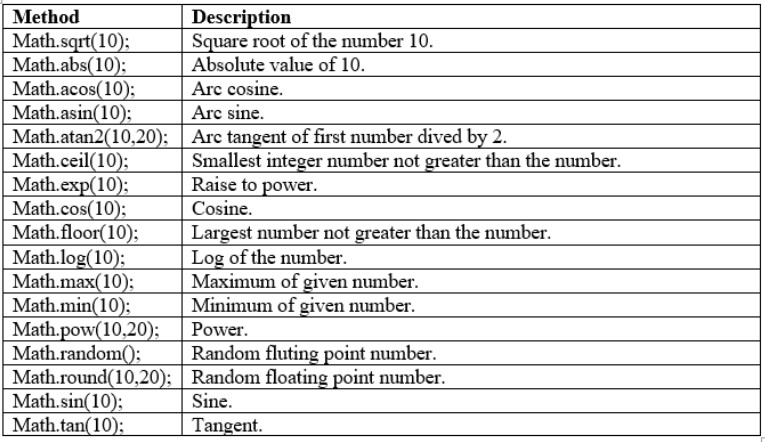 Method Description
Math.sqrt(10); Square root of the number 10.
Math.abs(10); Absolute value of 10.
Math.acos(10); Arc cosine.
Math.asin(10); Arc sine.
Math.atan2(10,20); Arc tangent of first number dived by 2.
Math.ceil(10); Smallest integer number not greater than the number.
Math.exp(10); Raise to power.
Math.cos(10); Cosine.
Math.floor(10); Largest number not greater than the number.
Math.log(10); Log of the number.
Math.max(10); Maximum of given number.
Math.min(10); Minimum of given number.
Math.pow(10,20); Power.
Math.random(); Random fluting point number.
Math.round(10,20); Random floating point number.
Math.sin(10); Sine.
Math.tan(10); Tangent.